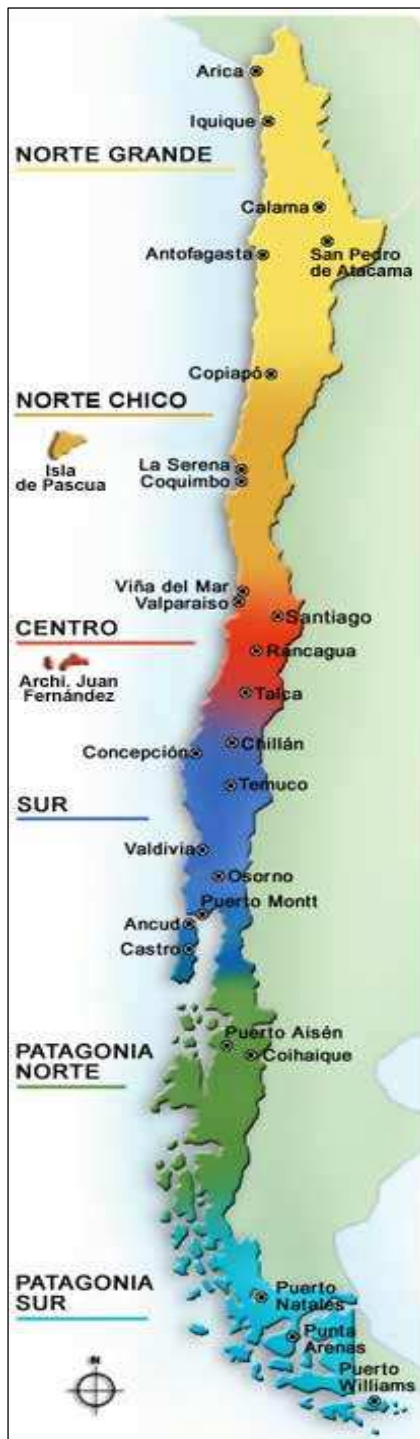 Arica
Iquique
NORTE GRANDE
Calama
Antofagasta
San Pedro
de Atacama
Copiapó
NORTE CHICO
Isla
de Pascua
La Serena
Coquimbo
Viña del Mar
Valparaiso
Santiago
CENTRO
Rancagua
Archi. Juan
Fernández
Talca
Chillán
Concepción
Temuco
SUR
Valdivia
Osorno
Puerto Montt
Ancud
Castro
Puerto Aisén
Coihaique
PATAGONIA
NORTE
PATAGONIA
SUR
Puerto
Natales
Punta
Arenas
Puerto
Williams
N